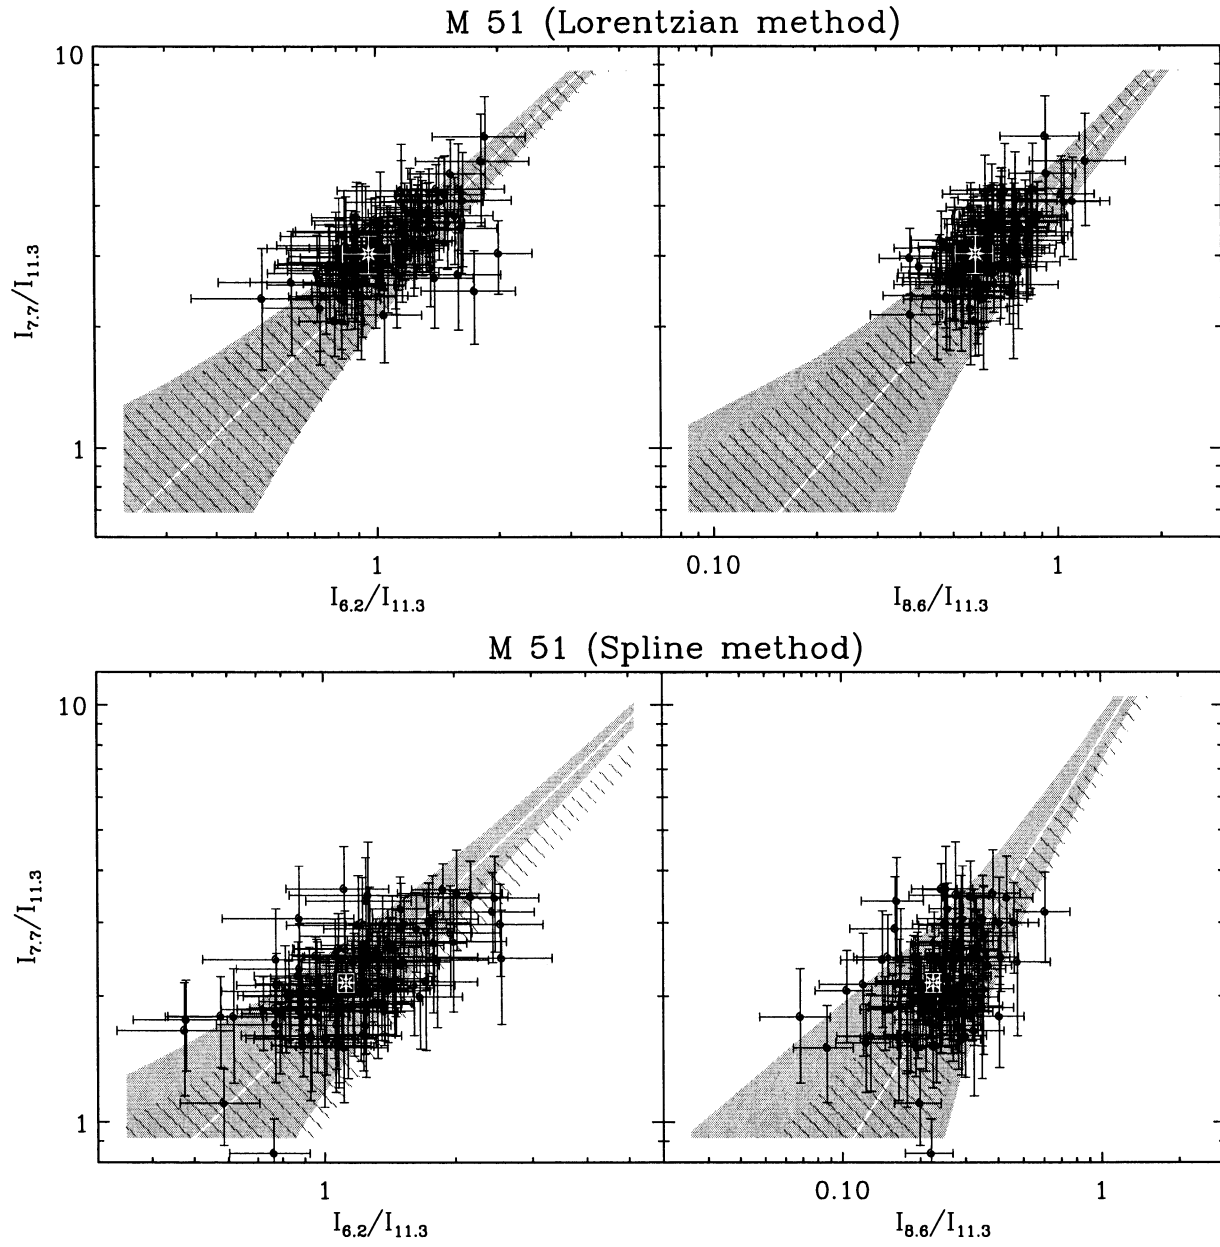 M 51 (Lorentzian method)
10
1
I7.7/I11.3
1
0.10
1
I6.2/I11.3
I8.6/I11.3
M 51 (Spline method)
10
1
I7.7/I11.3
1
0.10
1
I6.2/I11.3
I8.6/I11.3